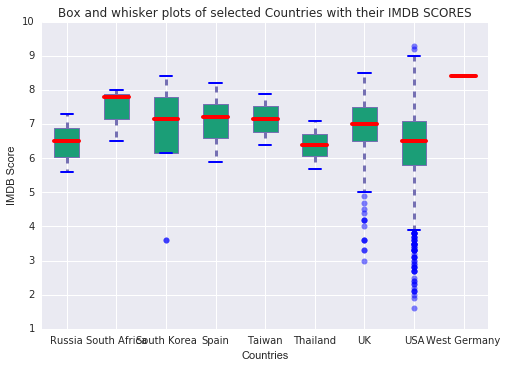 Box and whisker plots of selected Countries with their IMDB SCORES
10
9
8
7
6
5
4
3
2
1
IMDB Score
Russia South Africa South Korea Spain Taiwan Thailand UK USA West Germany
Countries